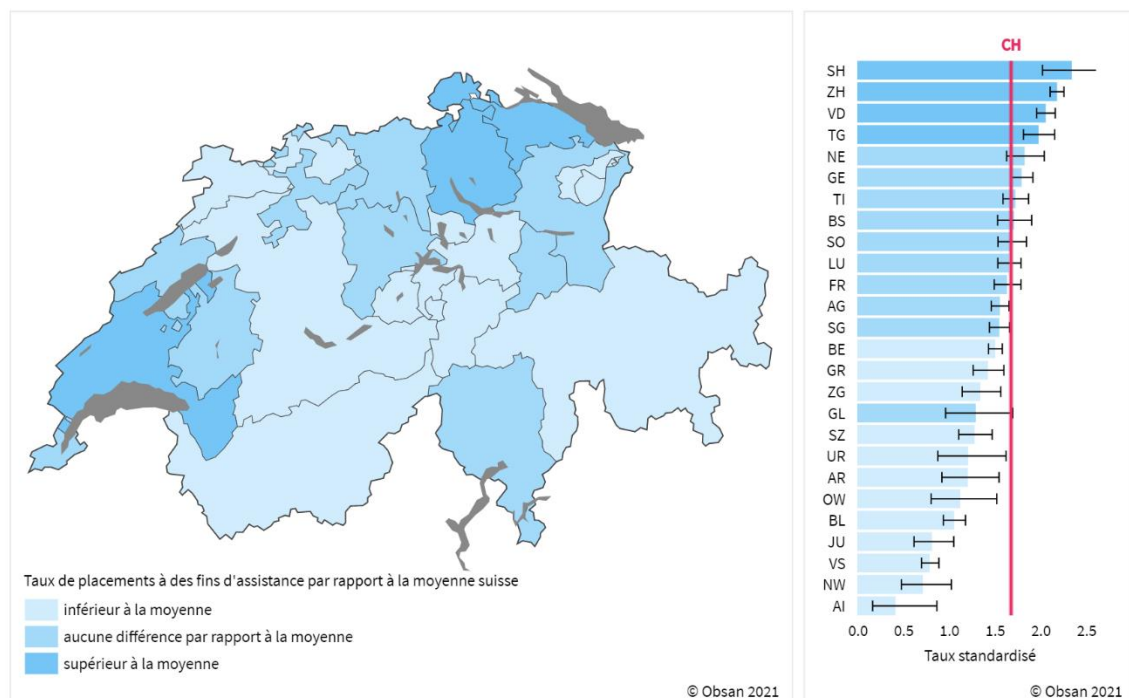 Taux de placements à des fins d'assistance par rapport à la moyenne suisse
inférieur à la moyenne
aucune différence par rapport à la moyenne
supérieur à la moyenne
© Obsan 2021
CH
SH
ZH
VD
TG
NE
GE
TI
BS
SO
LU
FR
AG
SG
BE
GR
ZG
GL
SZ
UR
AR
OW
BL
JU
VS
NW
AI
0.0 0.5 1.0 1.5 2.0 2.5
Taux standardisé
© Obsan 2021